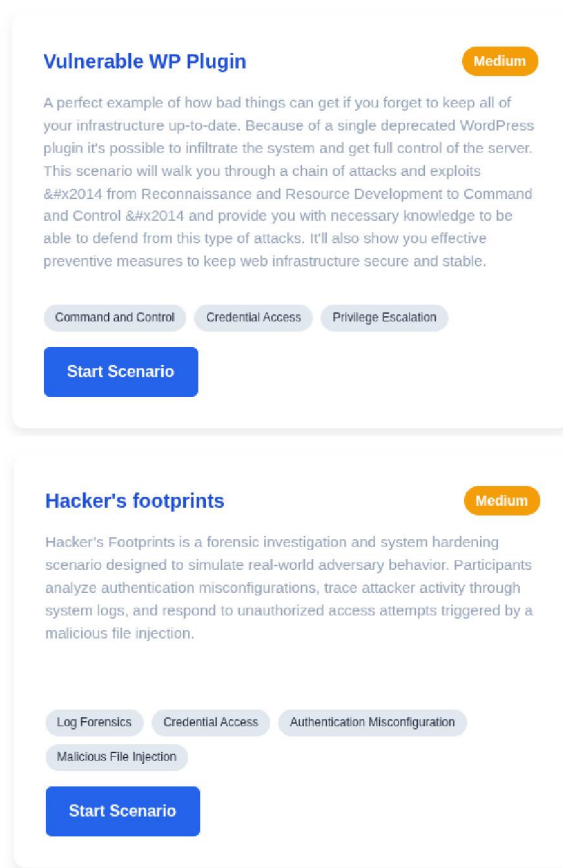 Vulnerable WP Plugin
Medium
A perfect example of how bad things can get if you forget to keep all of
your infrastructure up-to-date. Because of a single deprecated WordPress
plugin it's possible to infiltrate the system and get full control of the server.
This scenario will walk you through a chain of attacks and exploits
&#x2014 from Reconnaissance and Resource Development to Command
and Control &#x2014 and provide you with necessary knowledge to be
able to defend from this type of attacks. It'll also show you effective
preventive measures to keep web infrastructure secure and stable.
Command and Control
Credential Access
Privilege Escalation
Start Scenario
Hacker's footprints
Medium
Hacker's Footprints is a forensic investigation and system hardening
scenario designed to simulate real-world adversary behavior. Participants
analyze authentication misconfigurations, trace attacker activity through
system logs, and respond to unauthorized access attempts triggered by a
malicious file injection.
Log Forensics
Credential Access
Authentication Misconfiguration
Malicious File Injection
Start Scenario